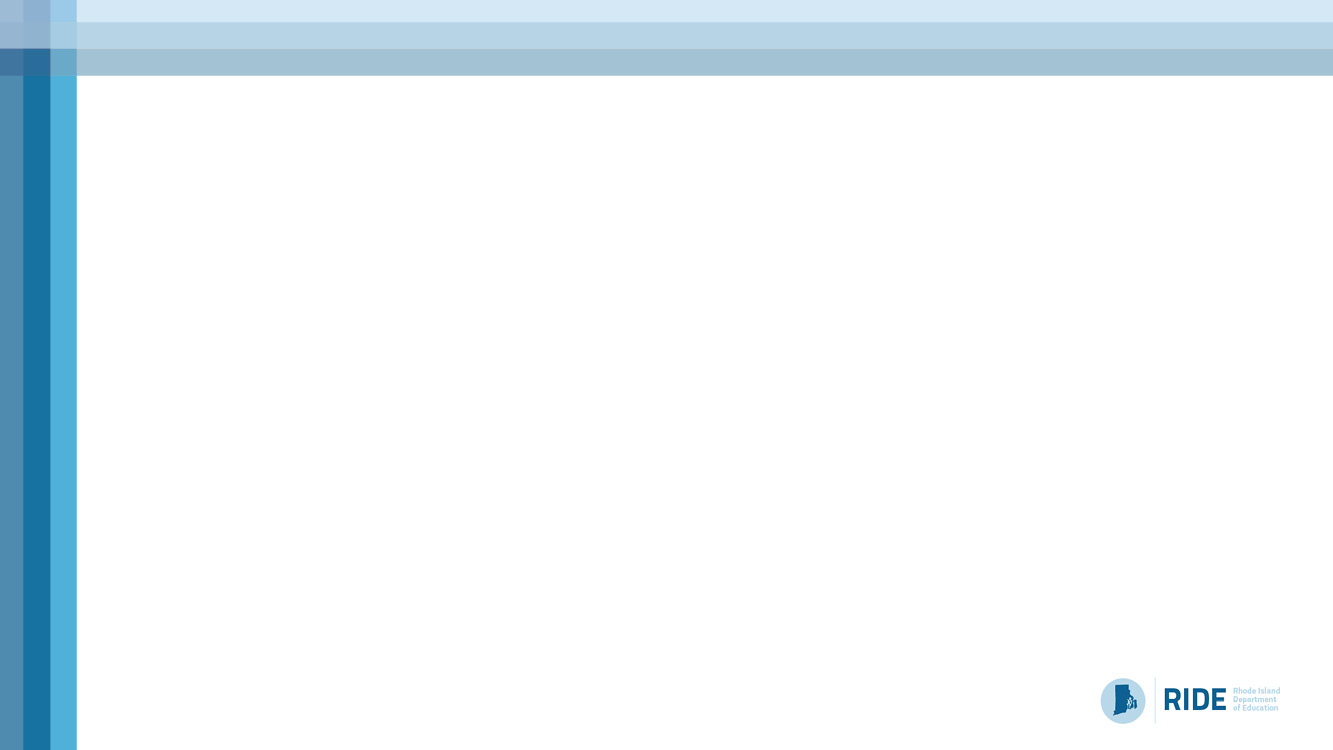 RIDE
Rhode Island
Department
of Education